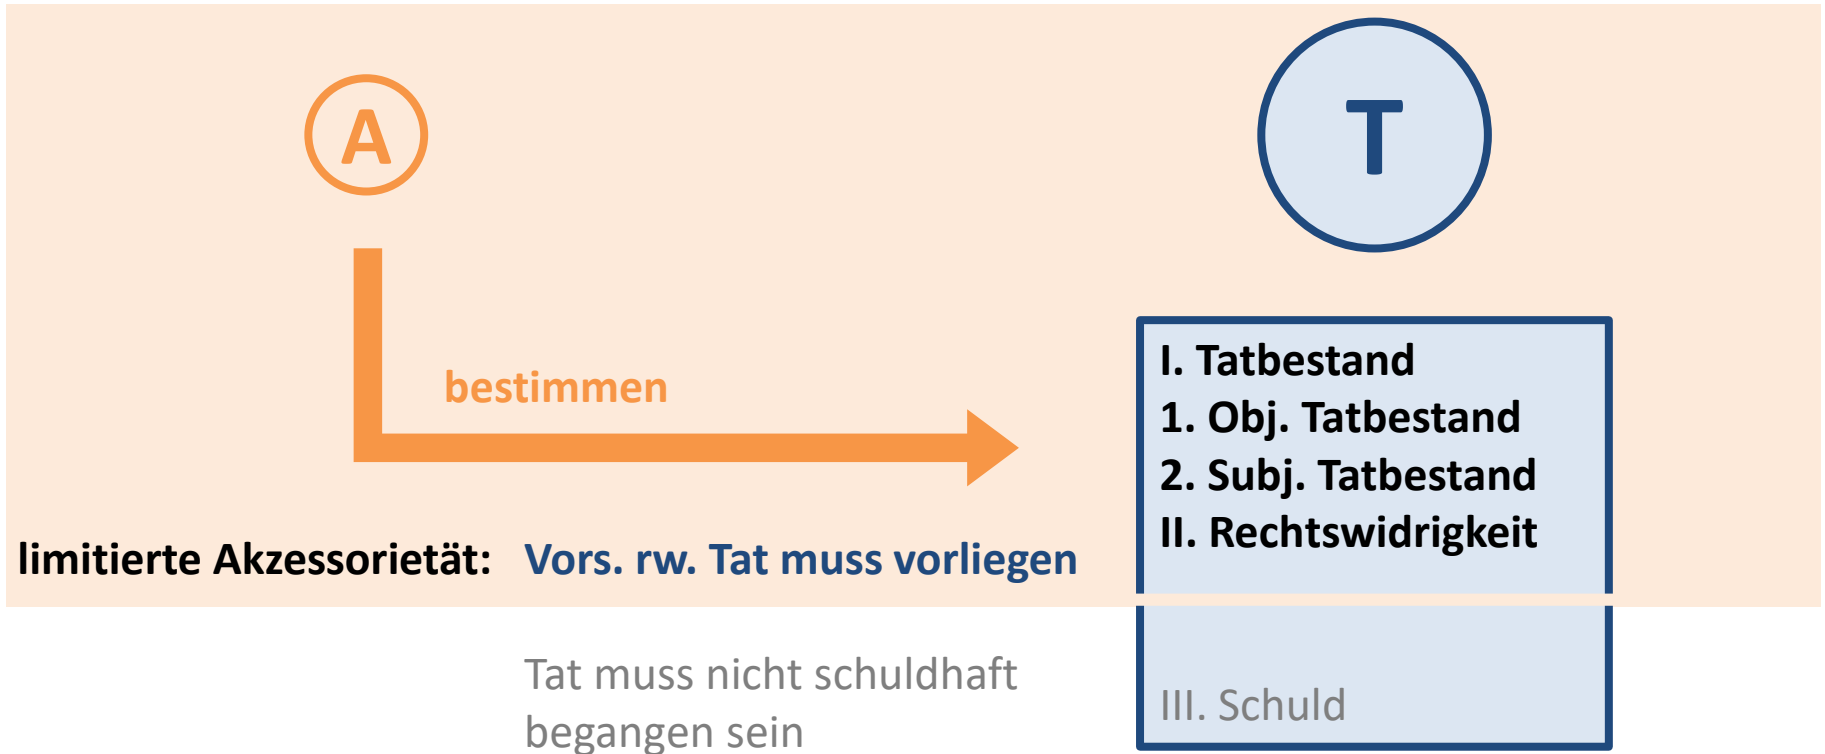 A
T
bestimmen
I. Tatbestand
1. Obj. Tatbestand
2. Subj. Tatbestand
II. Rechtswidrigkeit
limitierte Akzessorietät: Vors. rw. Tat muss vorliegen
Tat muss nicht schuldhaft
begangen sein
III. Schuld